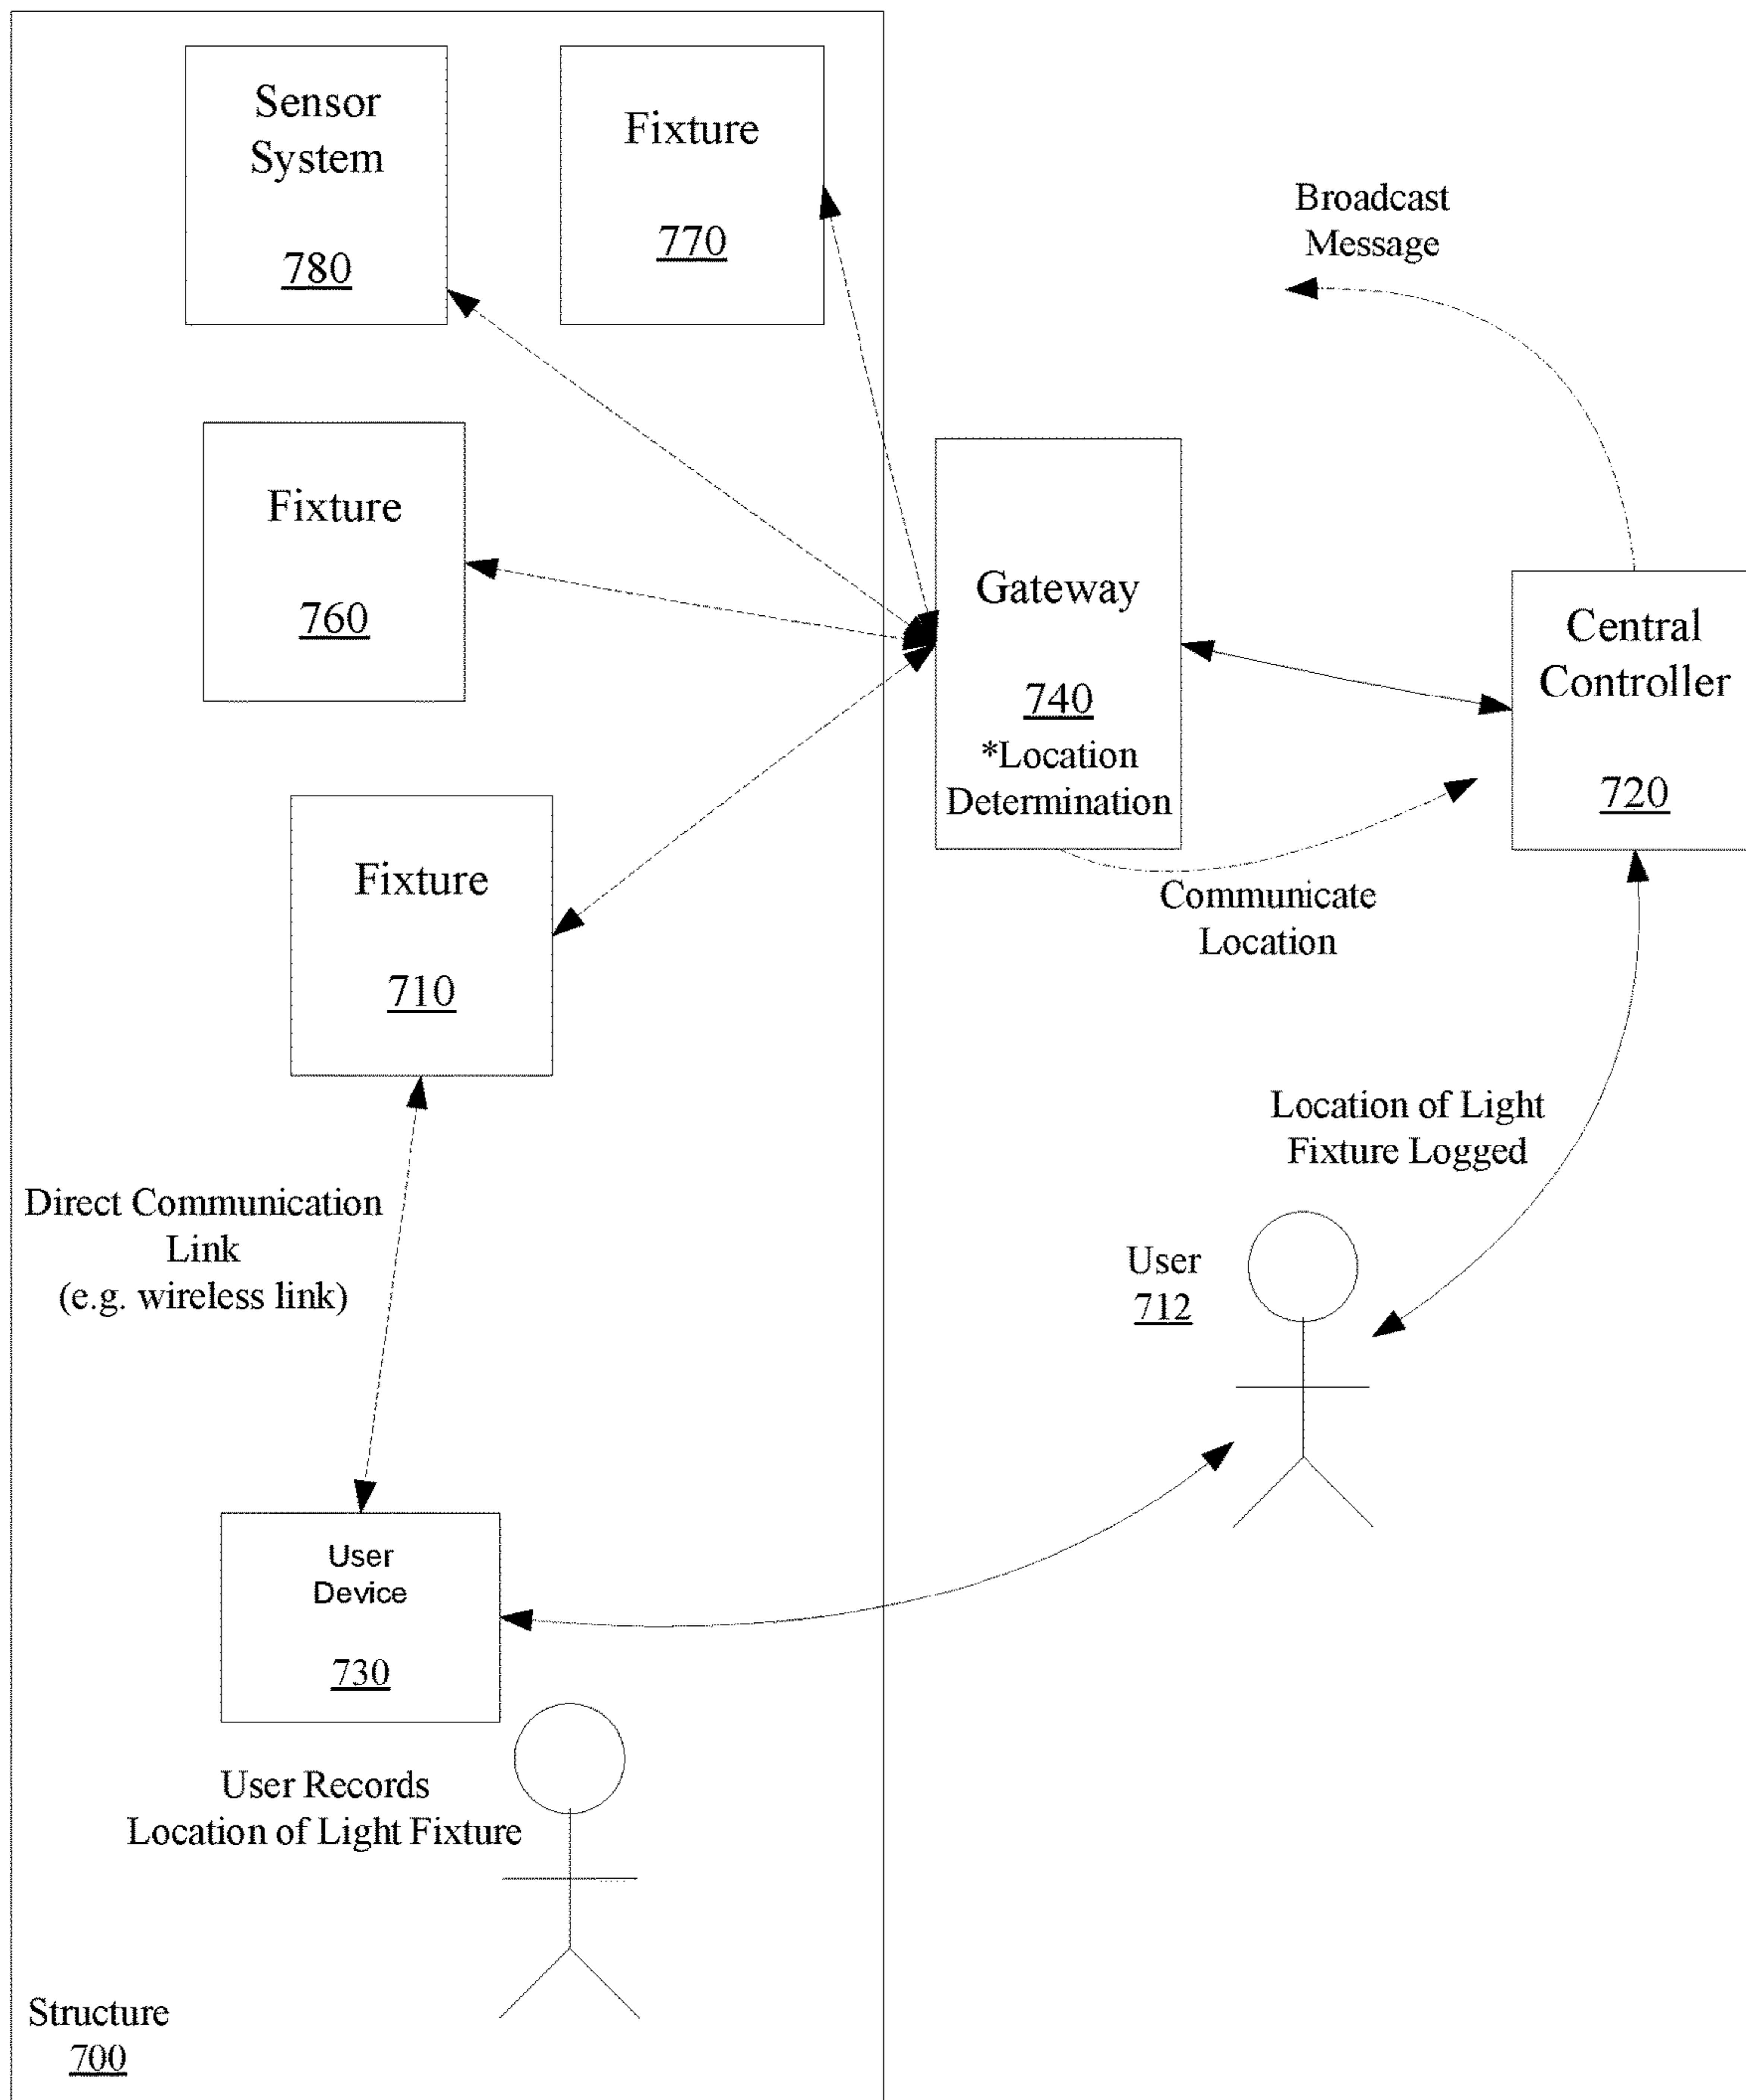 Sensor
System
780
Fixture
770
Broadcast
Message
Fixture
760
Gateway
740
*Location
Determination
Central
Controller
720
Communicate
Location
Fixture
710
Location of Light
Fixture Logged
Direct Communication
Link
(e.g. wireless link)
User
712
User
Device
730
User Records
Location of Light Fixture
Structure
700